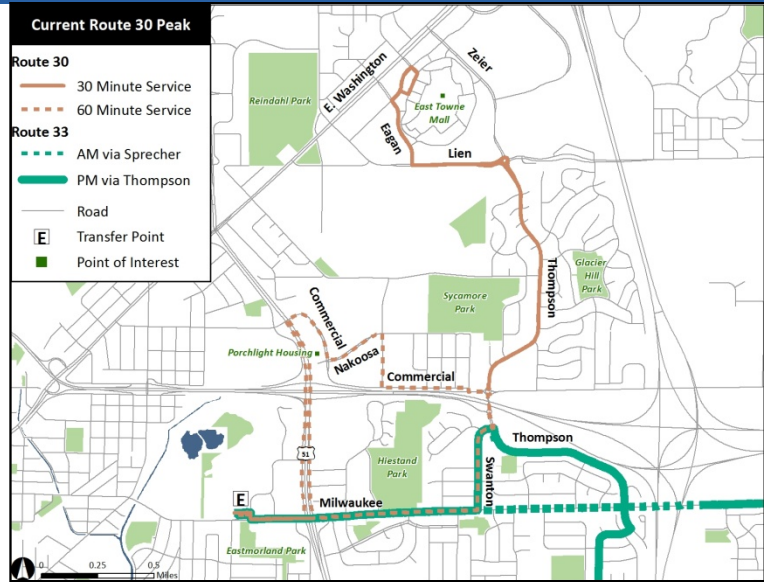 Current Route 30 Peak
Route 30
30 Minute Service
60 Minute Service
Route 33
AM via Sprecher
PM via Thompson
Road
E Transfer Point
Point of Interest
Reindahl Park
E. Washington
Zeier
East Towne
Mall
Eagan
Lien
Thompson
Glacier
Hill
Park
Sycamore
Park
Commercial
Porchlight Housing
Nakoosa
Commercial
Thompson
51
Hiestand
Park
Swanton
E
Milwaukee
Eastmorland Park
0 0.25 0.5
Miles